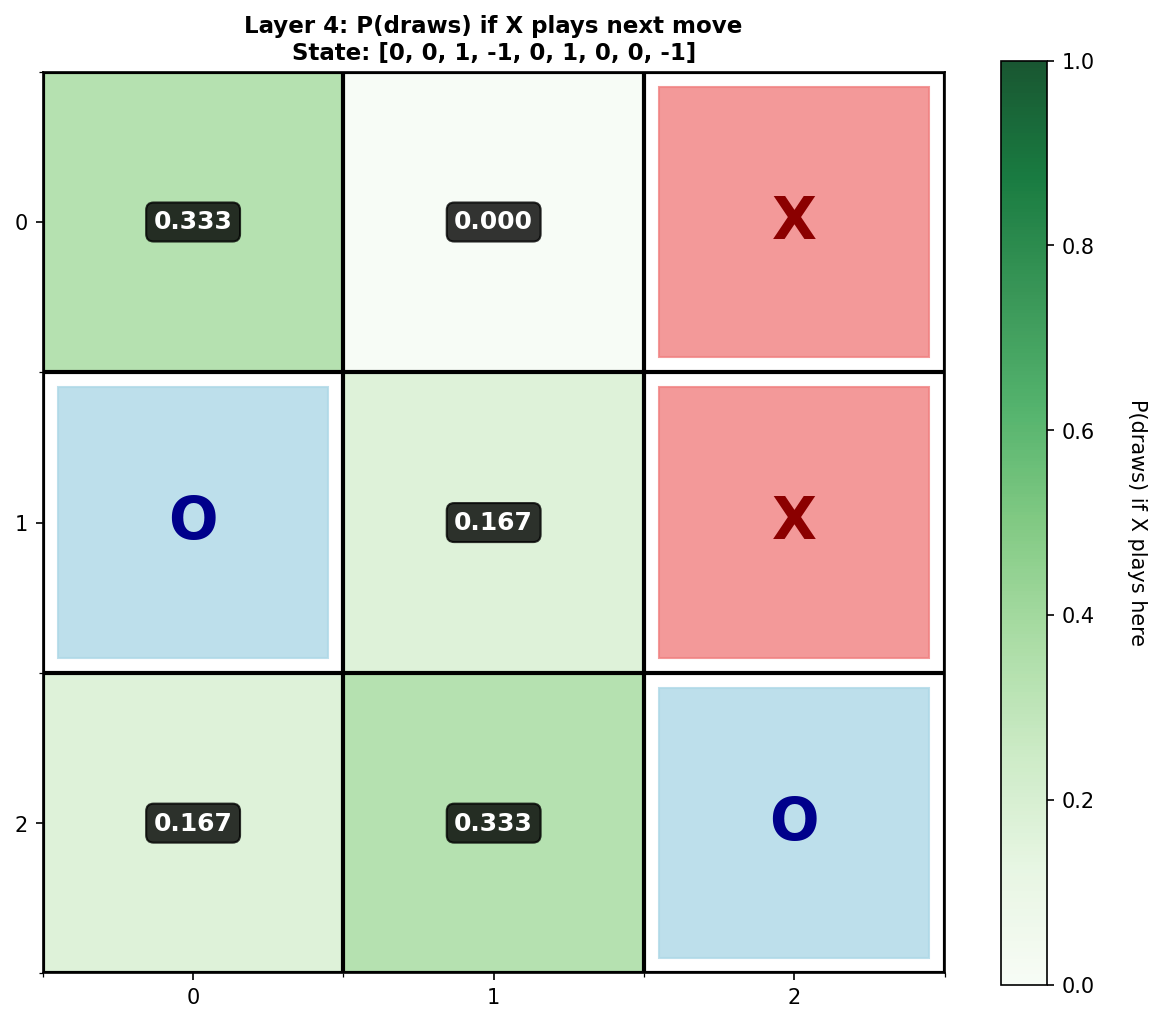 Layer 4: P(draws) if X plays next move
State: [0, 0, 1, -1, 0, 1, 0, 0, -1]
0
0.333
0.000
X
1
O
0.167
X
2
0.167
0.333
O
0
1
2
1.0
0.8
0.6
0.4
0.2
0.0
P(draws) if X plays here